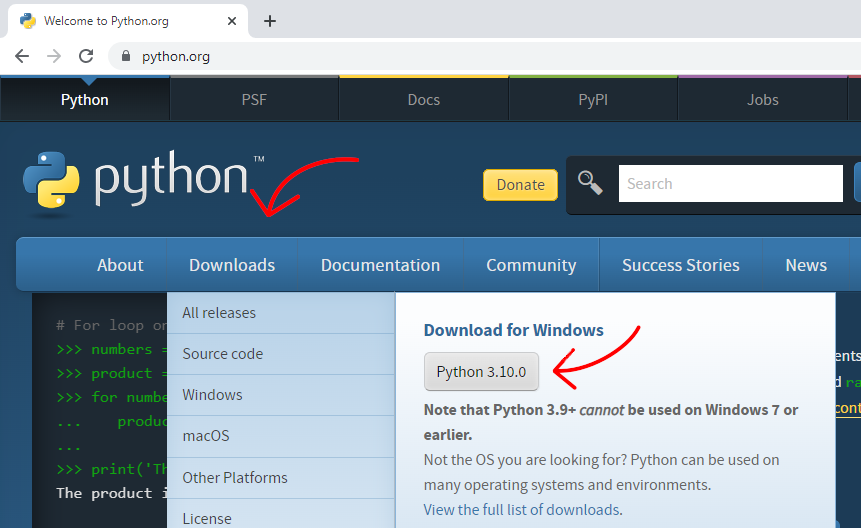 Welcome to Python.org
python.org
Python PSF Docs PyPI Jobs
python™
Donate
Search
About Downloads Documentation Community Success Stories News
# For loop on
>>> numbers =
>>> product =
>>> for numbe
... produc
...
>>> print('Th
The product i
All releases
Source code
Windows
macOS
Other Platforms
License
Download for Windows
Python 3.10.0
Note that Python 3.9+ cannot be used on Windows 7 or
earlier.
Not the OS you are looking for? Python can be used on
many operating systems and environments.
View the full list of downloads.